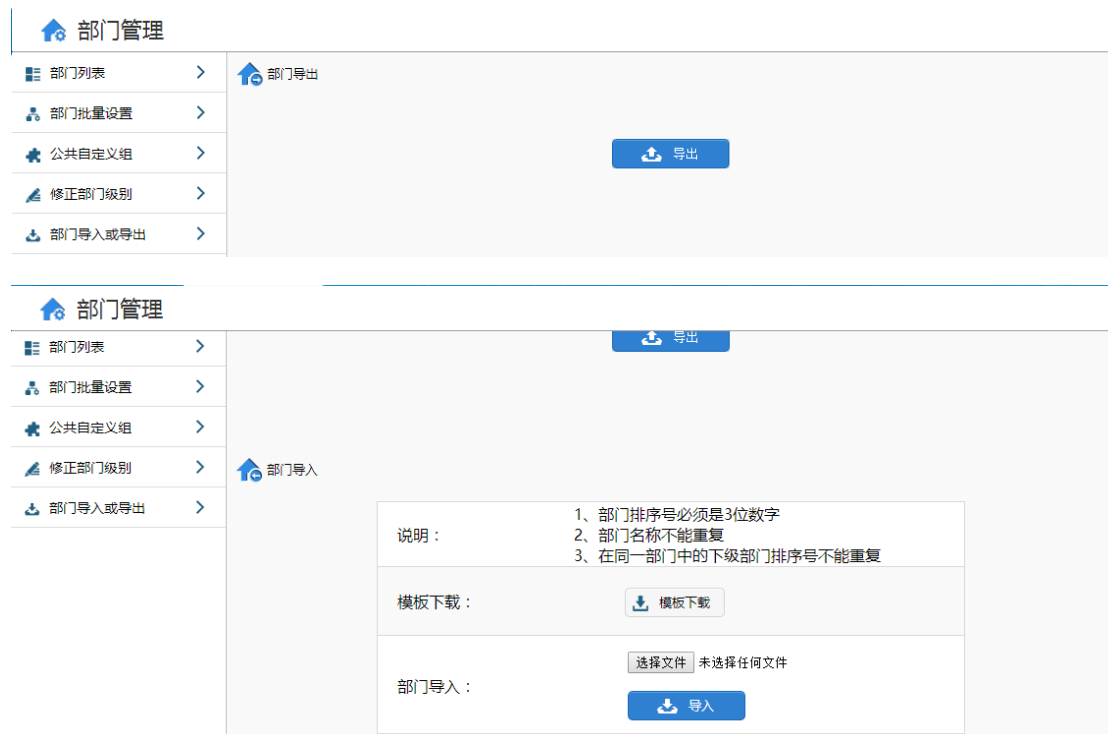 部门管理
部门列表
部门导出
部门批量设置
公共自定义组
导出
修正部门级别
部门导入或导出
部门管理
导出
部门列表
部门批量设置
公共自定义组
修正部门级别
部门导入
部门导入或导出
说明：
1、部门排序号必须是3位数字
2、部门名称不能重复
3、在同一部门中的下级部门排序号不能重复
模板下载：
模板下载
选择文件 未选择任何文件
部门导入：
导入